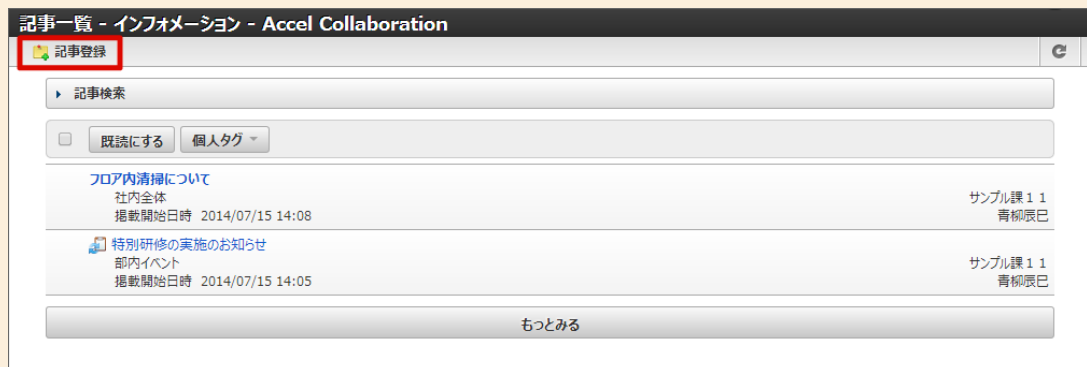 記事一覧 - インフォメーション - Accel Collaboration
記事登録
記事検索
既読にする 個人タグ
フロア内清掃について
社内全体 サンプル課11
掲載開始日時 2014/07/15 14:08 青柳辰巳
特別研修の実施のお知らせ
部内イベント サンプル課11
掲載開始日時 2014/07/15 14:05 青柳辰巳
もっとみる